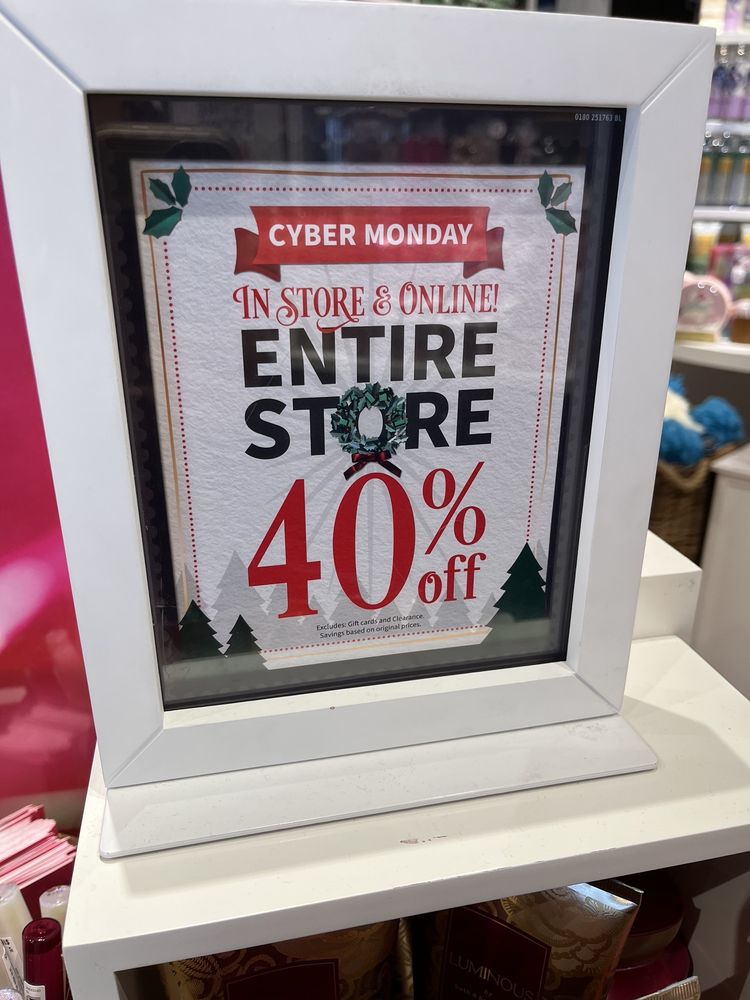 0180 251763 BL
CYBER MONDAY
IN STORE & ONLINE!
ENTIRE
STORE
40% off
Excludes: Gift cards and Clearance.
Savings based on original prices.
LUMINOUS